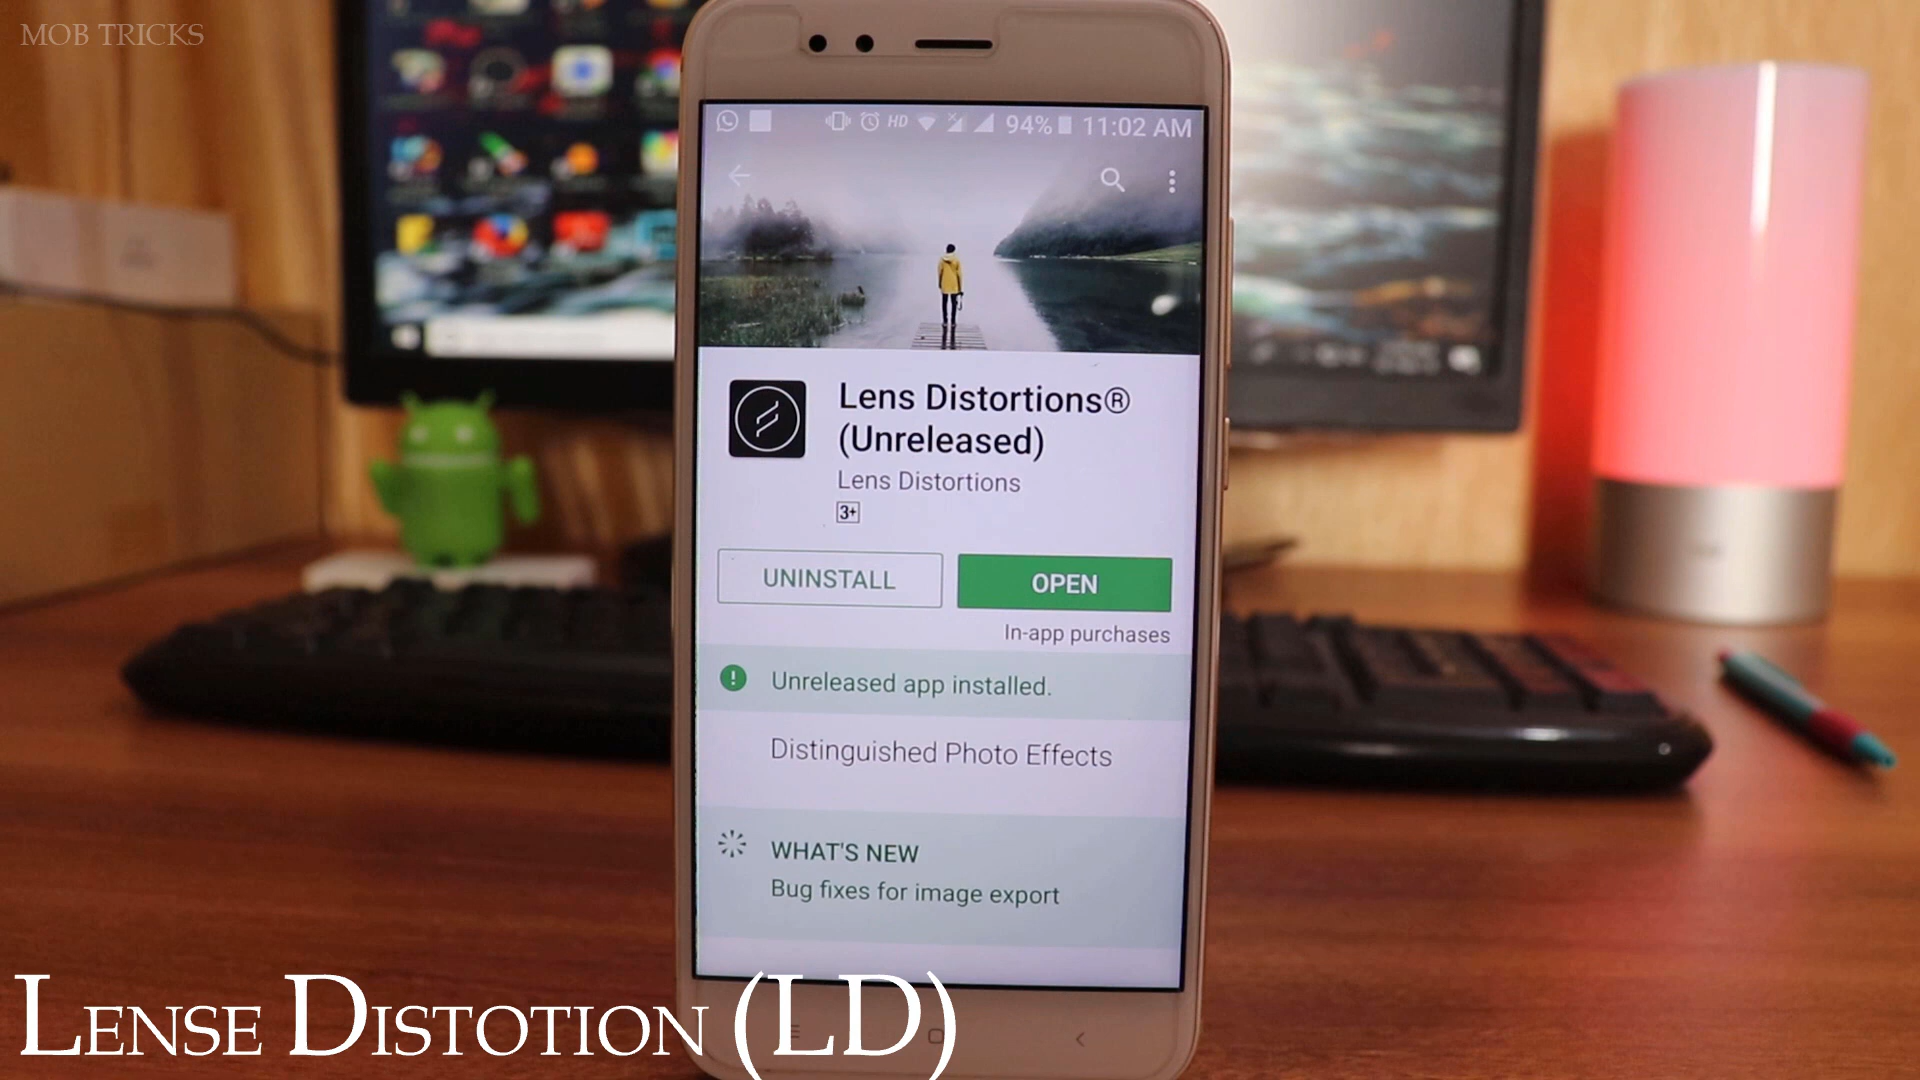 MOB TRICKS
HD 94% 11:02 AM
Lens Distortions®
(Unreleased)
Lens Distortions
3+
UNINSTALL
OPEN
In-app purchases
! Unreleased app installed.
Distinguished Photo Effects
WHAT'S NEW
Bug fixes for image export
LENSE DISTOTION (LD)